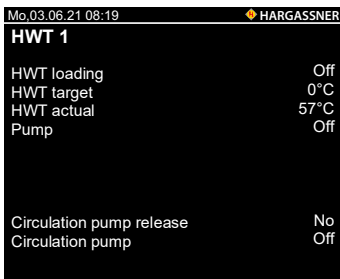 Mo,03.06.21 08:19 HARGASSNER
HWT 1
HWT loading Off
HWT target 0°C
HWT actual 57°C
Pump Off
Circulation pump release No
Circulation pump Off